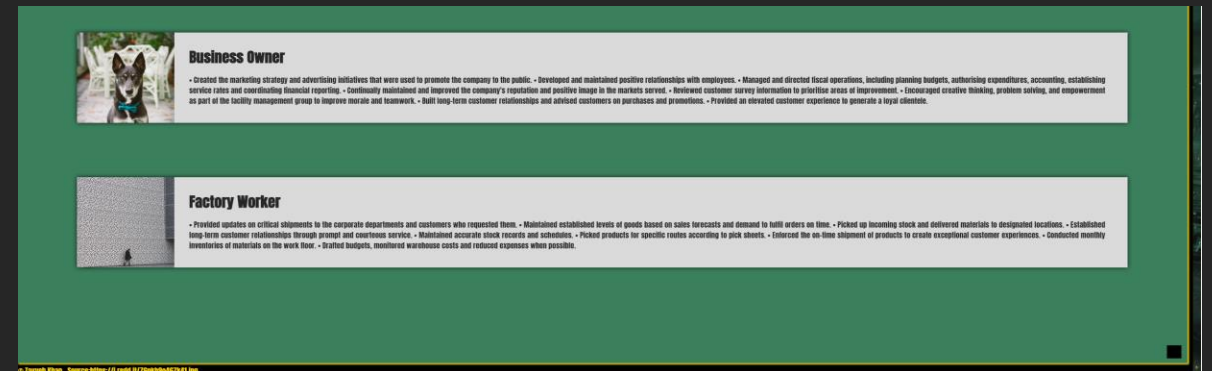 Business Owner
• Created the marketing strategy and advertising initiatives that were used to promote the company to the public. • Developed and maintained positive relationships with employees. • Managed and directed fiscal operations, including planning budgets, authorising expenditures, accounting, establishing
service rates and coordinating financial reporting. • Continually maintained and improved the company's reputation and positive image in the markets served. • Reviewed customer survey information to prioritise areas of improvement. • Encouraged creative thinking, problem solving, and empowerment
as part of the facility management group to improve morale and teamwork. • Built long-term customer relationships and advised customers on purchases and promotions. • Provided an elevated customer experience to generate a loyal clientele.
Factory Worker
• Provided updates on critical shipments to the corporate departments and customers who requested them. • Maintained established levels of goods based on sales forecasts and demand to fulfil orders on time. • Picked up incoming stock and delivered materials to designated locations. • Established
long-term customer relationships through prompt and courteous service. • Maintained accurate stock records and schedules. • Picked products for specific routes according to pick sheets. • Enforced the on-time shipment of products to create exceptional customer experiences. • Conducted monthly
inventories of materials on the work floor. • Drafted budgets, monitored warehouse costs and reduced expenses when possible.